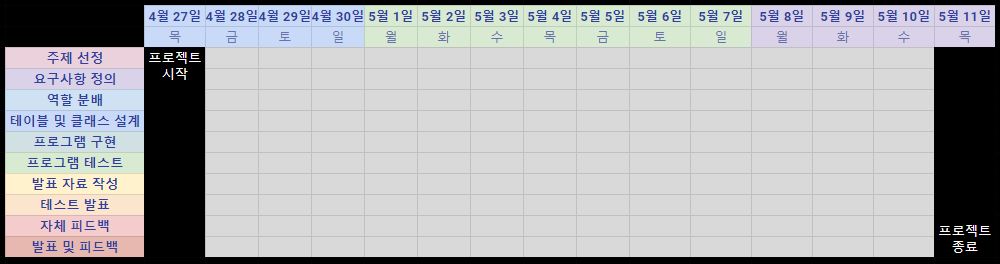 4월 27일 4월 28일 4월 29일 4월 30일 5월 1일 5월 2일 5월 3일 5월 4일 5월 5일 5월 6일 5월 7일 5월 8일 5월 9일 5월 10일 5월 11일
목 금 토 일 월 화 수 목 금 토 일 월 화 수 목
주제 선정
프로젝트
시작
요구사항 정의
역할 분배
테이블 및 클래스 설계
프로그램 구현
프로그램 테스트
발표 자료 작성
테스트 발표
자체 피드백
발표 및 피드백
프로젝트
종료